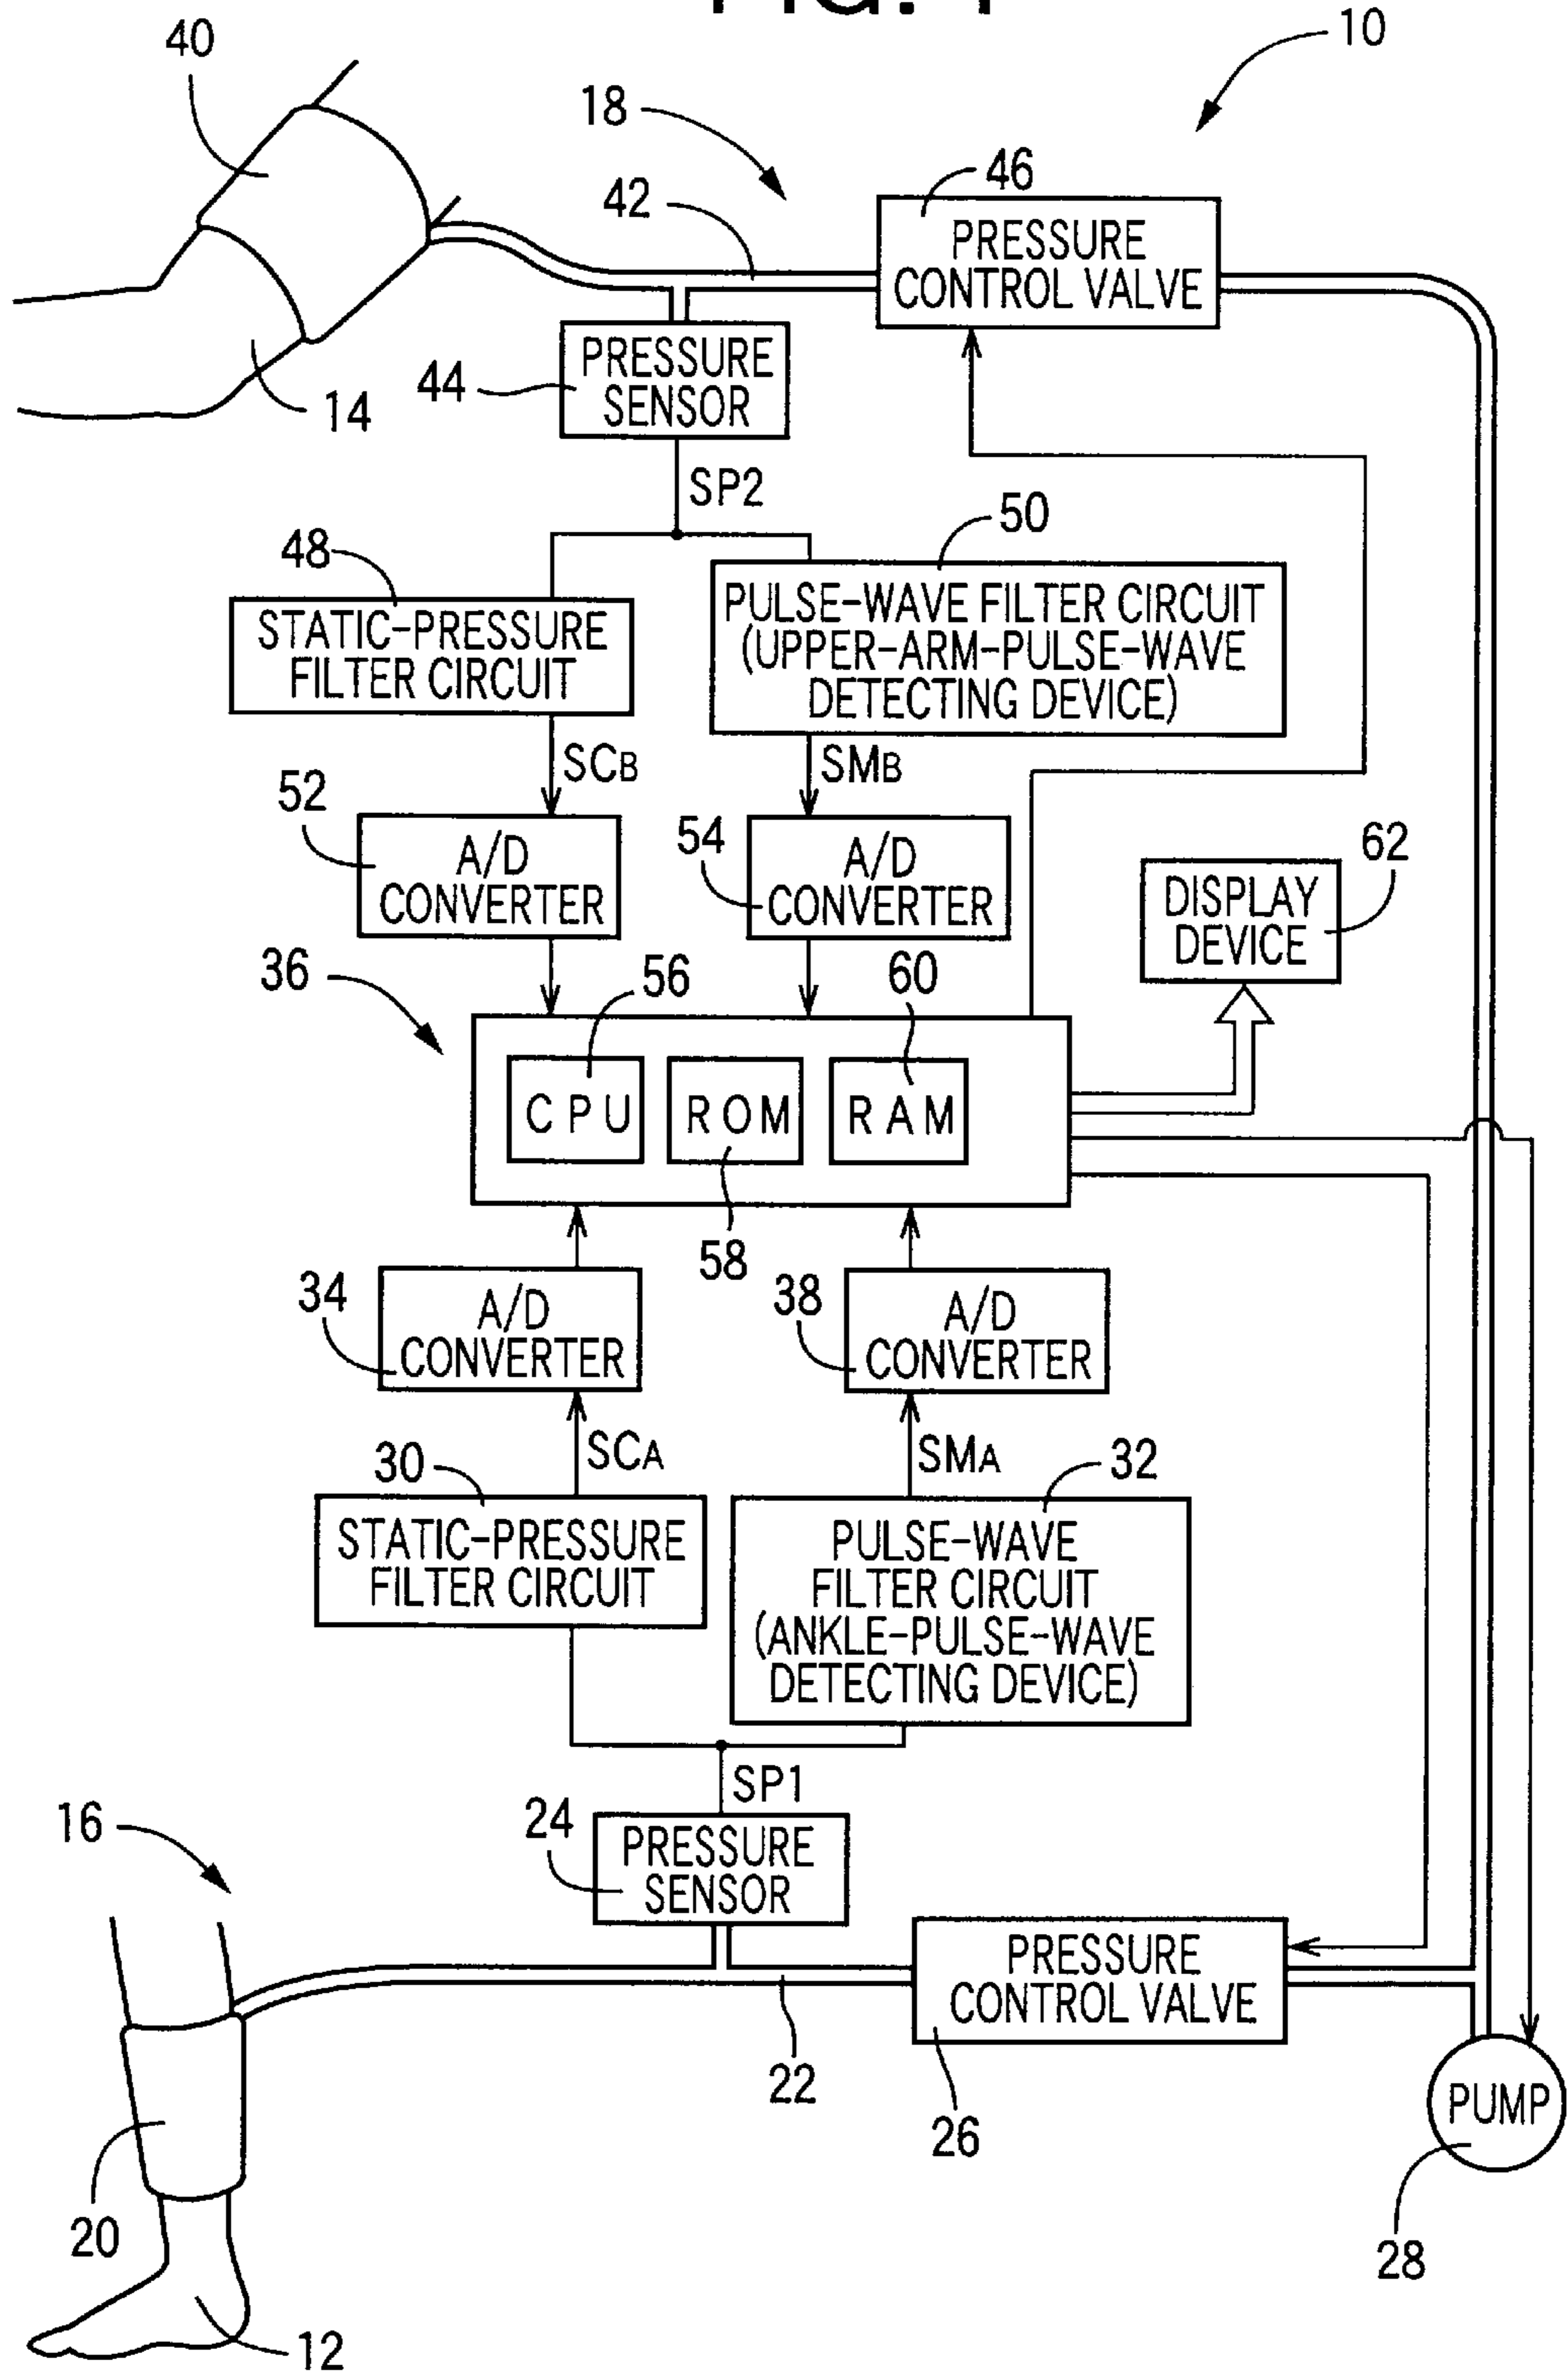 FIG. 1
10
40
18
46
42
PRESSURE
CONTROL VALVE
PRESSURE
SENSOR
44
14
SP2
50
48
STATIC-PRESSURE
FILTER CIRCUIT
PULSE-WAVE FILTER CIRCUIT
(UPPER-ARM-PULSE-WAVE
DETECTING DEVICE)
SCB
SMB
52
A/D
CONVERTER
54
A/D
CONVERTER
62
DISPLAY
DEVICE
36
56
60
CPU
ROM
RAM
58
34
A/D
CONVERTER
38
A/D
CONVERTER
SCA
SMA
30
32
STATIC-PRESSURE
FILTER CIRCUIT
PULSE-WAVE
FILTER CIRCUIT
(ANKLE-PULSE-WAVE
DETECTING DEVICE)
SP1
16
24
PRESSURE
SENSOR
PRESSURE
CONTROL VALVE
22
26
PUMP
28
20
12